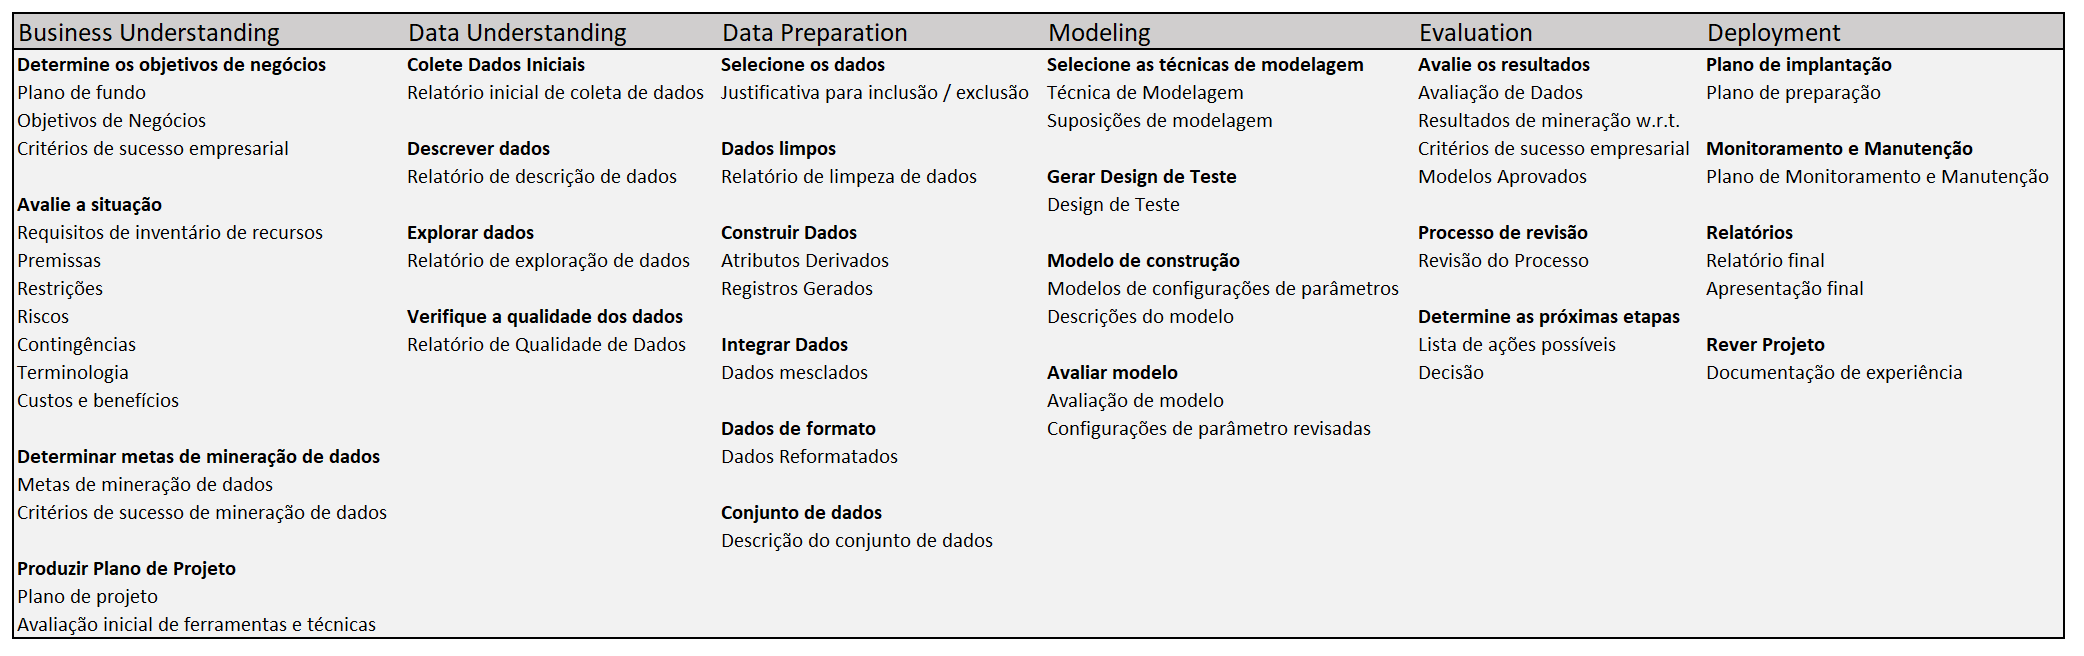 Business Understanding
Determine os objetivos de negócios
Plano de fundo
Objetivos de Negócios
Critérios de sucesso empresarial
Avalie a situação
Requisitos de inventário de recursos
Premissas
Restrições
Riscos
Contingências
Terminologia
Custos e benefícios
Determinar metas de mineração de dados
Metas de mineração de dados
Critérios de sucesso de mineração de dados
Produzir Plano de Projeto
Plano de projeto
Avaliação inicial de ferramentas e técnicas
Data Understanding
Colete Dados Iniciais
Relatório inicial de coleta de dados
Descrever dados
Relatório de descrição de dados
Explorar dados
Relatório de exploração de dados
Verifique a qualidade dos dados
Relatório de Qualidade de Dados
Data Preparation
Selecione os dados
Justificativa para inclusão / exclusão
Dados limpos
Relatório de limpeza de dados
Construir Dados
Atributos Derivados
Registros Gerados
Integrar Dados
Dados mesclados
Dados de formato
Dados Reformatados
Conjunto de dados
Descrição do conjunto de dados
Modeling
Selecione as técnicas de modelagem
Técnica de Modelagem
Suposições de modelagem
Gerar Design de Teste
Design de Teste
Modelo de construção
Modelos de configurações de parâmetros
Descrições do modelo
Avaliar modelo
Avaliação de modelo
Configurações de parâmetro revisadas
Evaluation
Avalie os resultados
Avaliação de Dados
Resultados de mineração w.r.t.
Critérios de sucesso empresarial
Modelos Aprovados
Processo de revisão
Revisão do Processo
Determine as próximas etapas
Lista de ações possíveis
Decisão
Deployment
Plano de implantação
Plano de preparação
Monitoramento e Manutenção
Plano de Monitoramento e Manutenção
Relatórios
Relatório final
Apresentação final
Rever Projeto
Documentação de experiência